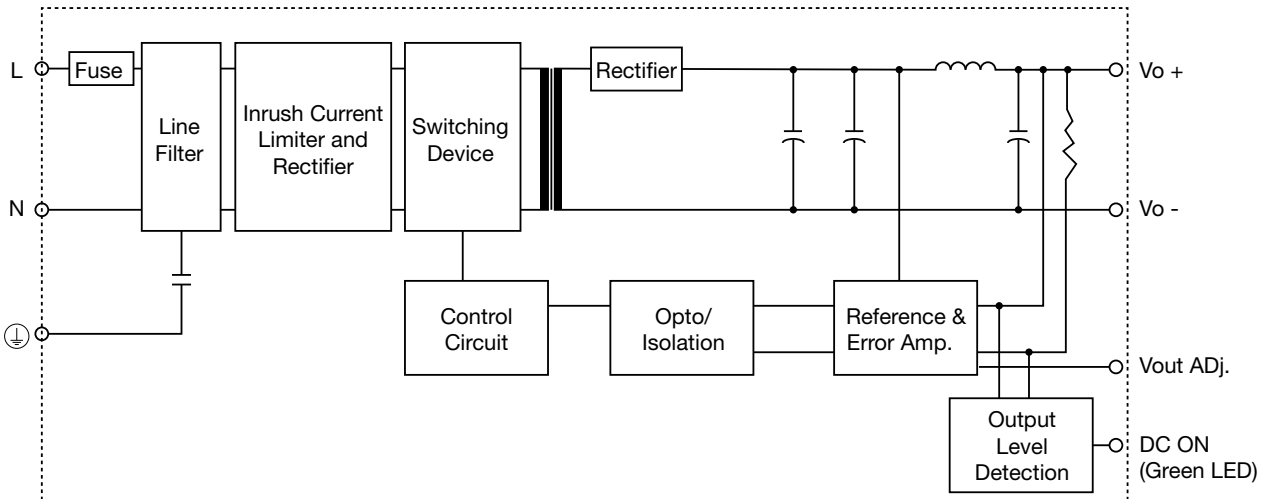 L
Fuse
Line
Filter
Inrush Current
Limiter and
Rectifier
Switching
Device
Rectifier
Vo +
N
Vo -
Control
Circuit
Opto/
Isolation
Reference &
Error Amp.
Vout ADj.
Output
Level
Detection
DC ON
(Green LED)